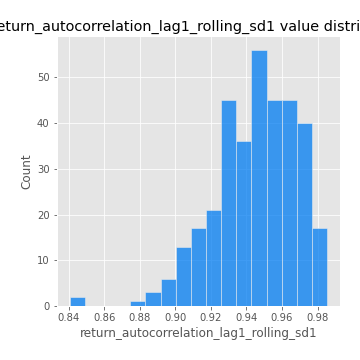 eturn_autocorrelation_lag1_rolling_sd1 value distri
50
40
30
20
10
0
Count
0.84 0.86 0.88 0.90 0.92 0.94 0.96 0.98
return_autocorrelation_lag1_rolling_sd1